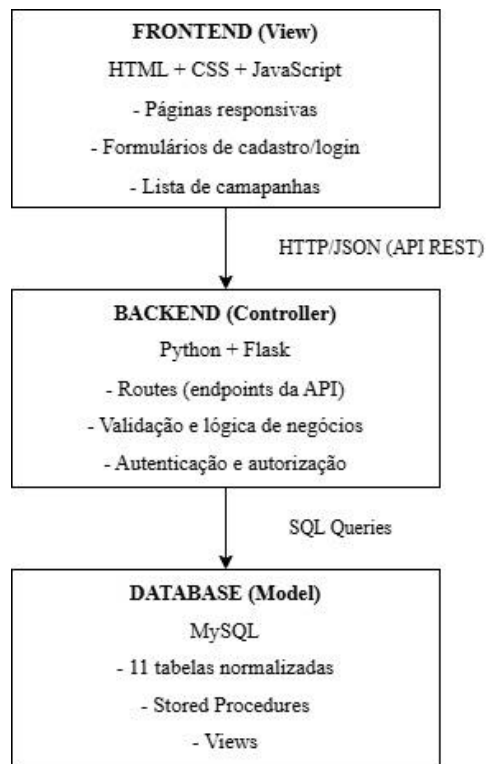 FRONTEND (View)
HTML + CSS + JavaScript
- Páginas responsivas
- Formulários de cadastro/login
- Lista de camapanhas
HTTP/JSON (API REST)
BACKEND (Controller)
Python + Flask
- Routes (endpoints da API)
- Validação e lógica de negócios
- Autenticação e autorização
SQL Queries
DATABASE (Model)
MySQL
- 11 tabelas normalizadas
- Stored Procedures
- Views